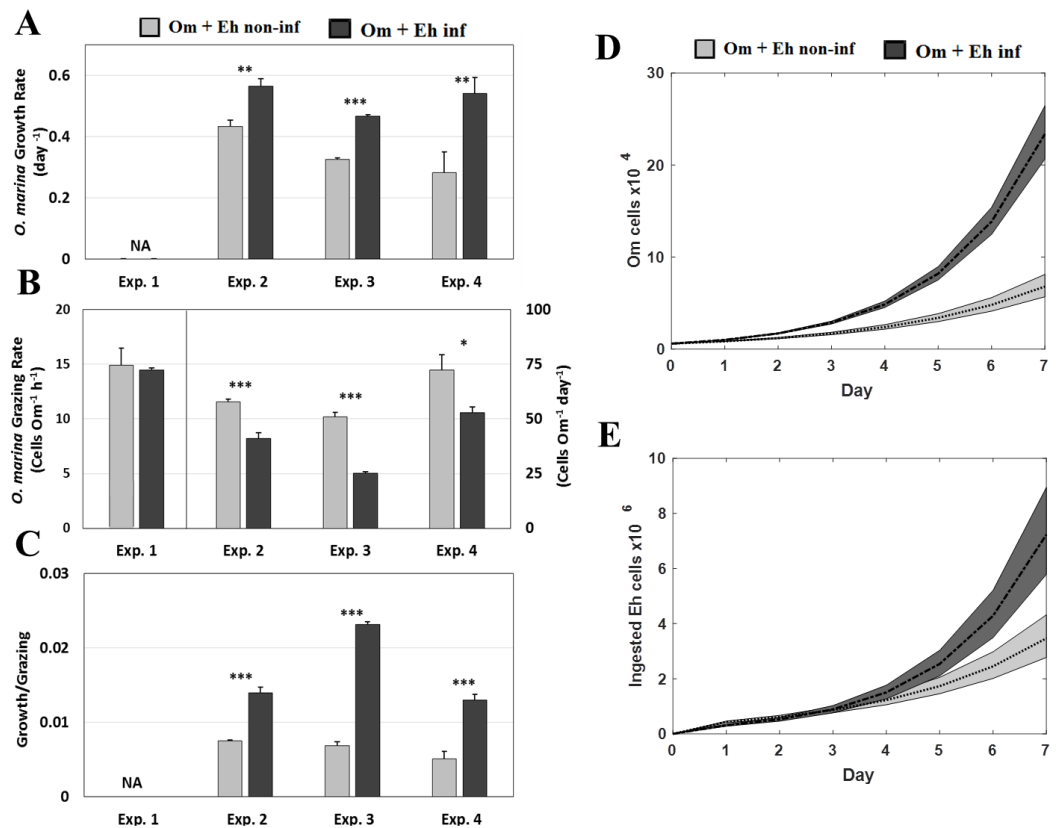 A
Om + Eh non-inf Om + Eh inf
O. marina Growth Rate
(day -1)
0.6
0.4
0.2
0
** *** **
NA
Exp. 1 Exp. 2 Exp. 3 Exp. 4
B
O. marina Grazing Rate
(Cells Om-1 h-1)
20
15
10
5
0
*** *** *
100
75
50
25
0
(Cells Om-1 day-1)
Exp. 1 Exp. 2 Exp. 3 Exp. 4
C
Growth/Grazing
0.03
0.02
0.01
0
*** *** ***
NA
Exp. 1 Exp. 2 Exp. 3 Exp. 4
D
Om + Eh non-inf Om + Eh inf
Om cells x10 4
30
20
10
0
0 1 2 3 4 5 6 7
Day
E
Ingested Eh cells x10 6
10
8
6
4
2
0
0 1 2 3 4 5 6 7
Day